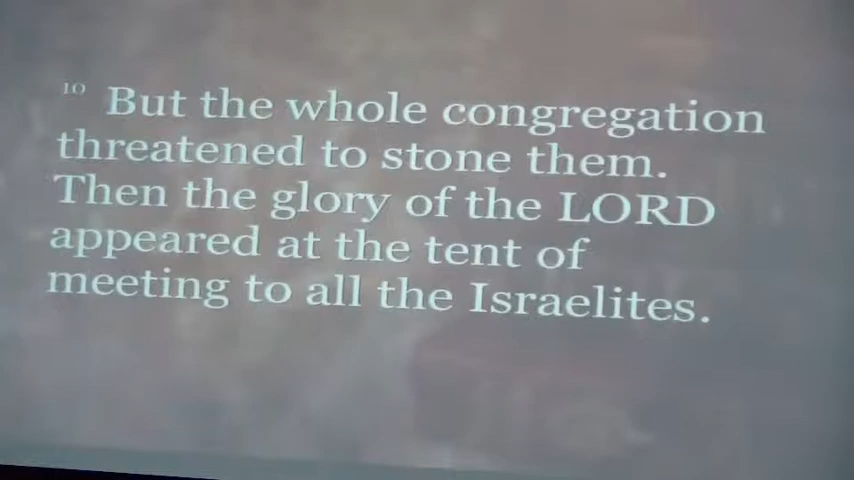 10 But the whole congregation
threatened to stone them.
Then the glory of the LORD
appeared at the tent of
meeting to all the Israelites.